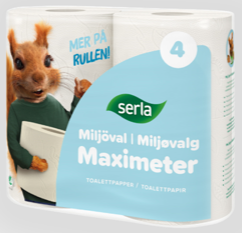 MER PÅ
RULLEN!
4
serla
Miljöval | Miljøvalg
Maximeter
TOALETTPAPPER / TOALETTPAPIR